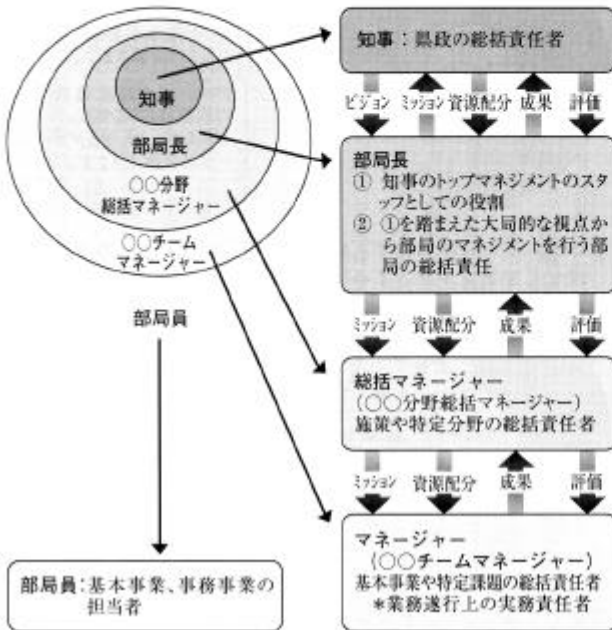 知事
部局長
○○分野
総括マネージャー
○○チーム
マネージャー
部局員
部局員：基本事業、事務事業の
担当者
知事：県政の総括責任者
ビジョン ミッション 資源配分 成果 評価
部局長
① 知事のトップマネジメントのスタ
ッフとしての役割
② ①を踏まえた大局的な視点か
ら部局のマネジメントを行う部
局の総括責任
ミッション 資源配分 成果 評価
総括マネージャー
(○○分野総括マネージャー)
施策や特定分野の総括責任者
ミッション 資源配分 成果 評価
マネージャー
(○○チームマネージャー)
基本事業や特定課題の総括責任者
＊業務遂行上の実務責任者